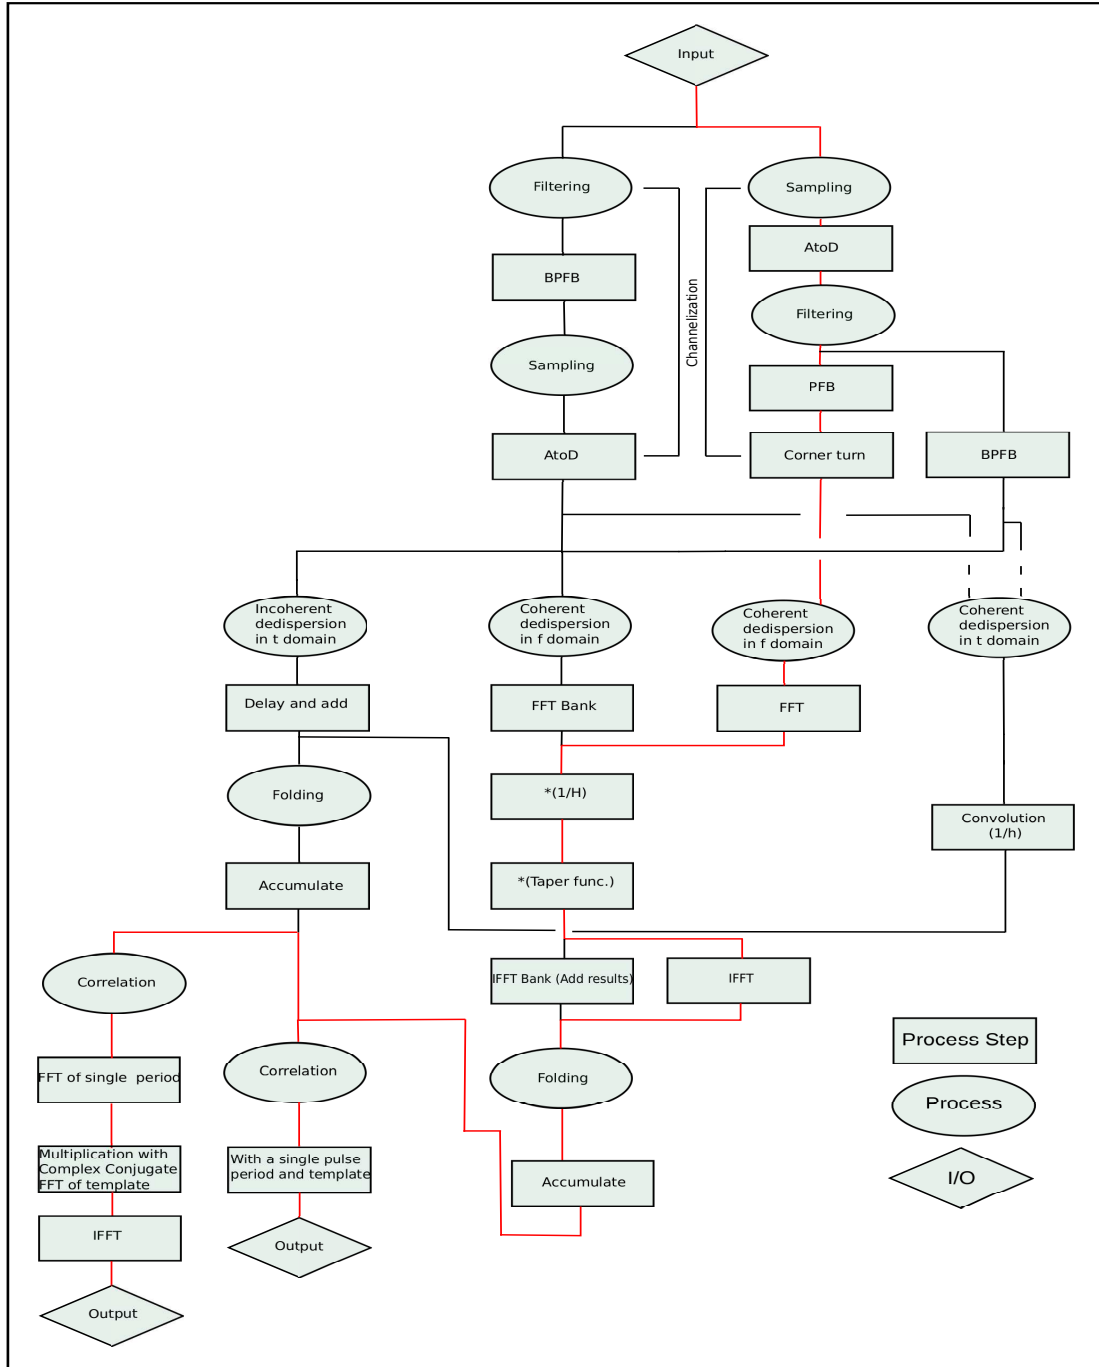 Input
Filtering
Sampling
AtoD
BPFB
Channelization
Filtering
Sampling
PFB
AtoD
Corner turn
BPFB
Incoherent
dedispersion
in t domain
Coherent
dedispersion
in f domain
Coherent
dedispersion
in f domain
Coherent
dedispersion
in t domain
Delay and add
FFT Bank
FFT
Folding
*(1/H)
Convolution
(1/h)
Accumulate
*(Taper func.)
Correlation
IFFT Bank (Add results)
IFFT
Process Step
FFT of single period
Correlation
Folding
Process
Multiplication with
Complex Conjugate
FFT of template
With a single pulse
period and template
Accumulate
I/O
IFFT
Output
Output